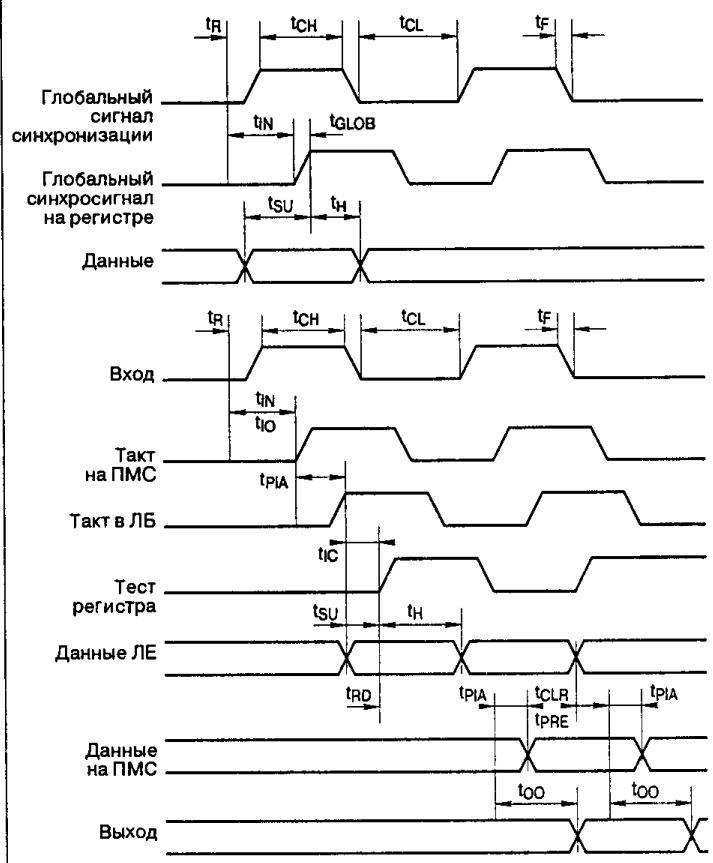 tR tCH tCL tF
Глобальный
сигнал
синхронизации
tIN tGLOB
Глобальный
синхросигнал
на регистре
tSU tH
Данные
tR tCH tCL tF
Вход
tIN
tIO
Такт
на ПМС
tPIA
Такт в ЛБ
tIC
Тест
регистра
tSU tH
Данные ЛЕ
tRD tPIA tCLR tPIA
tPRE
Данные
на ПМС
tOO tOO
Выход